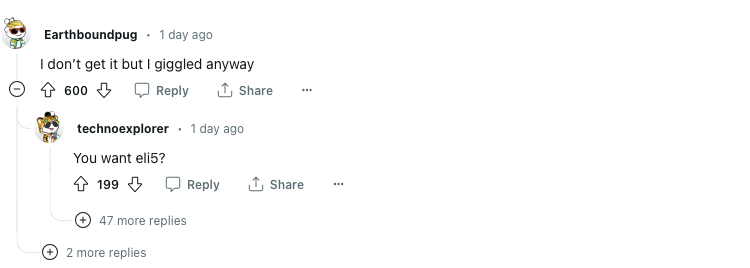 Earthboundpug • 1 day ago
I don’t get it but I giggled anyway
600 Reply Share ...
technoexplorer • 1 day ago
You want eli5?
199 Reply Share ...
47 more replies
2 more replies